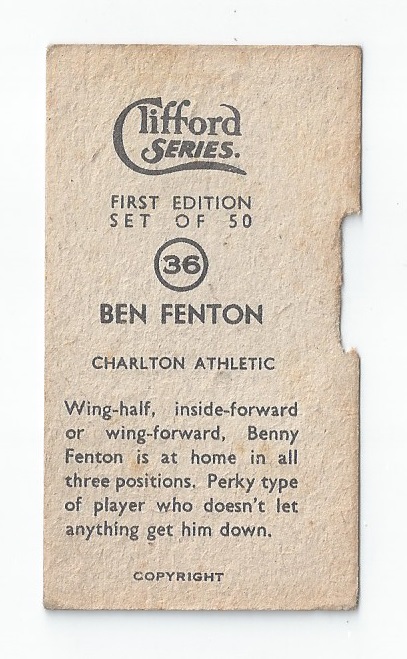 Clifford
SERIES.
FIRST EDITION
SET OF 50
36
BEN FENTON
CHARLTON ATHLETIC
Wing-half, inside-forward
or wing-forward, Benny
Fenton is at home in all
three positions. Perky type
of player who doesn't let
anything get him down.
COPYRIGHT